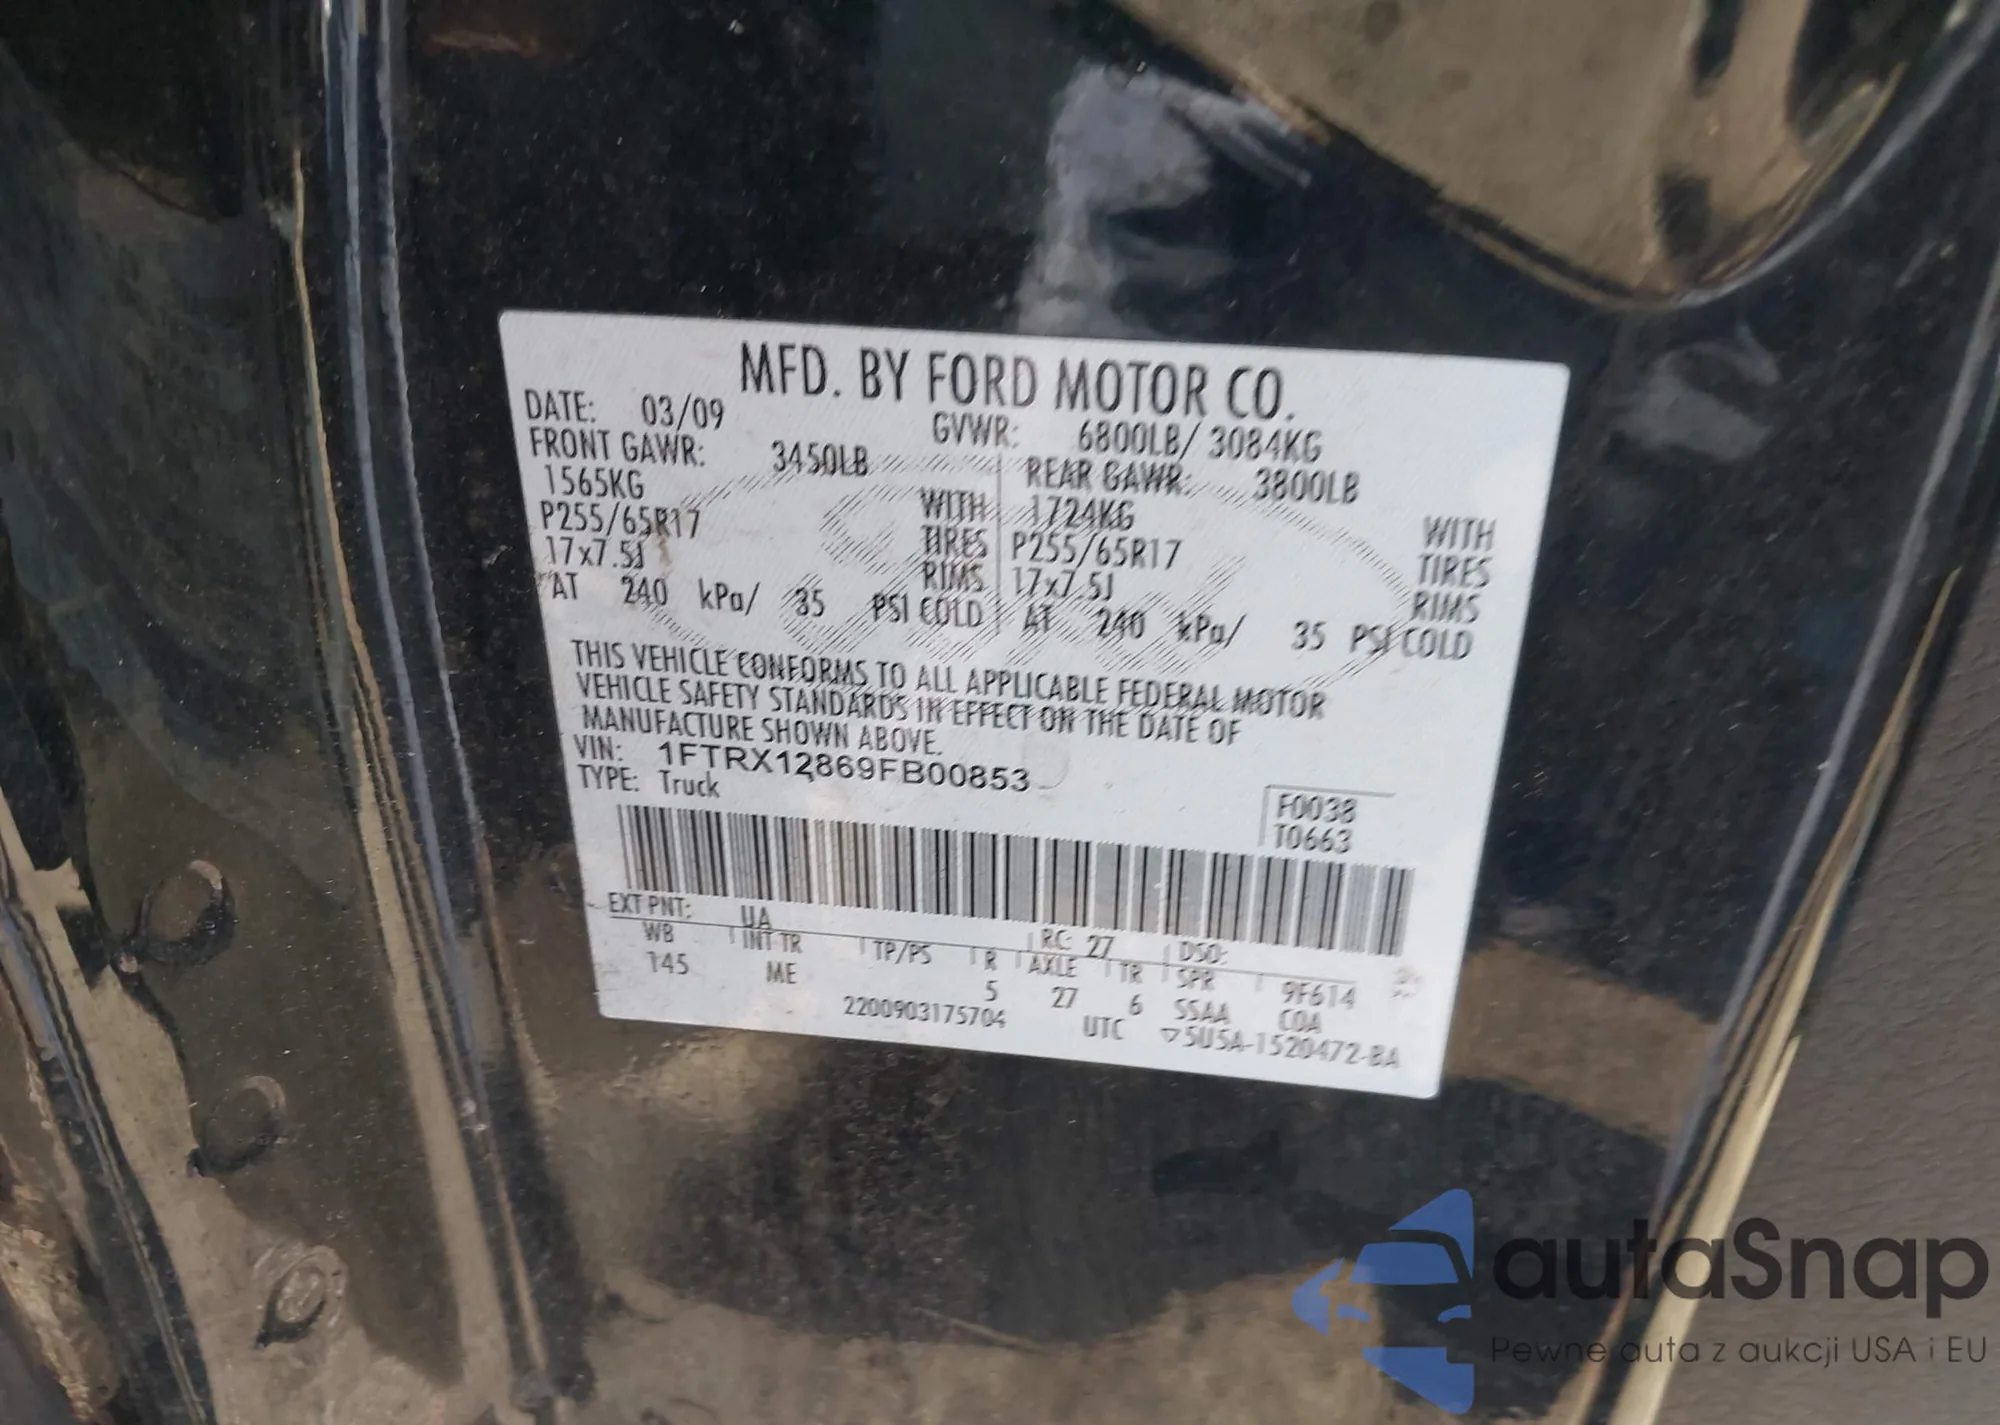 MFD. BY FORD MOTOR CO.
DATE: 03/09 GVWR: 6800LB/ 3084KG
FRONT GAWR: 3450LB REAR GAWR: 3800LB
1565KG WITH 1724KG WITH
P255/65R17 TIRES P255/65R17 TIRES
17x7.5J RIMS 17x7.5J RIMS
AT 240 kPa/ 35 PSI COLD AT 240 kPa/ 35 PSI COLD
THIS VEHICLE CONFORMS TO ALL APPLICABLE FEDERAL MOTOR
VEHICLE SAFETY STANDARDS IN EFFECT ON THE DATE OF
MANUFACTURE SHOWN ABOVE.
VIN: 1FTRX12869FB00853
TYPE: Truck
F0038
T0663
EXT PNT: UA RC: 27 DSO:
WB INT TR TP/PS R AXLE TR SPR 9F614
145 ME 5 27 6 SSAA COA
2200903175704 UTC ▽5U5A-1520472-BA
autaSnap
Pewne auta z aukcji USA i EU